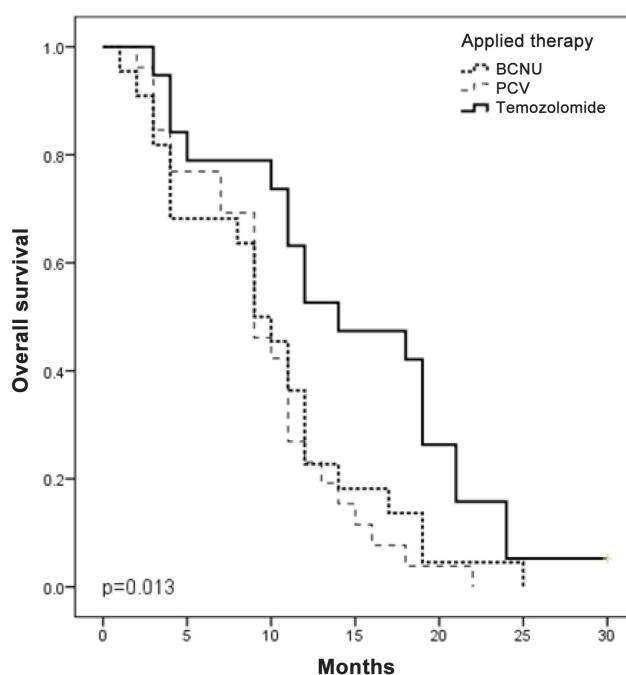 Applied therapy
BCNU
PCV
Temozolomide
Overall survival
1.0
0.8
0.6
0.4
0.2
0.0
p=0.013
0 5 10 15 20 25 30
Months